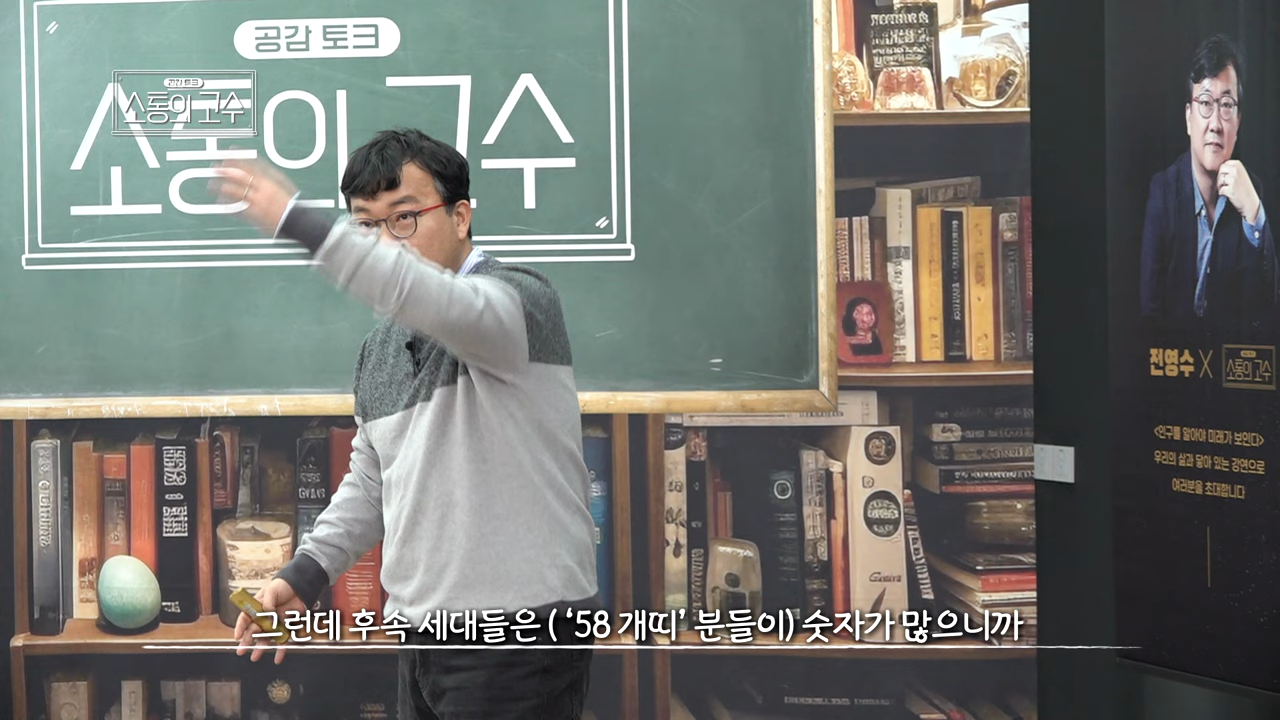 공감 토크
소통의 고수
공감 토크
소통의 고수
전영수 X 소통의 고수
<인구를 알아야 미래가 보인다>
우리의 삶과 닿아 있는 강연으로
여러분을 초대합니다
그런데 후속 세대들은 ( ‘58 개띠’ 분들이) 숫자가 많으니까